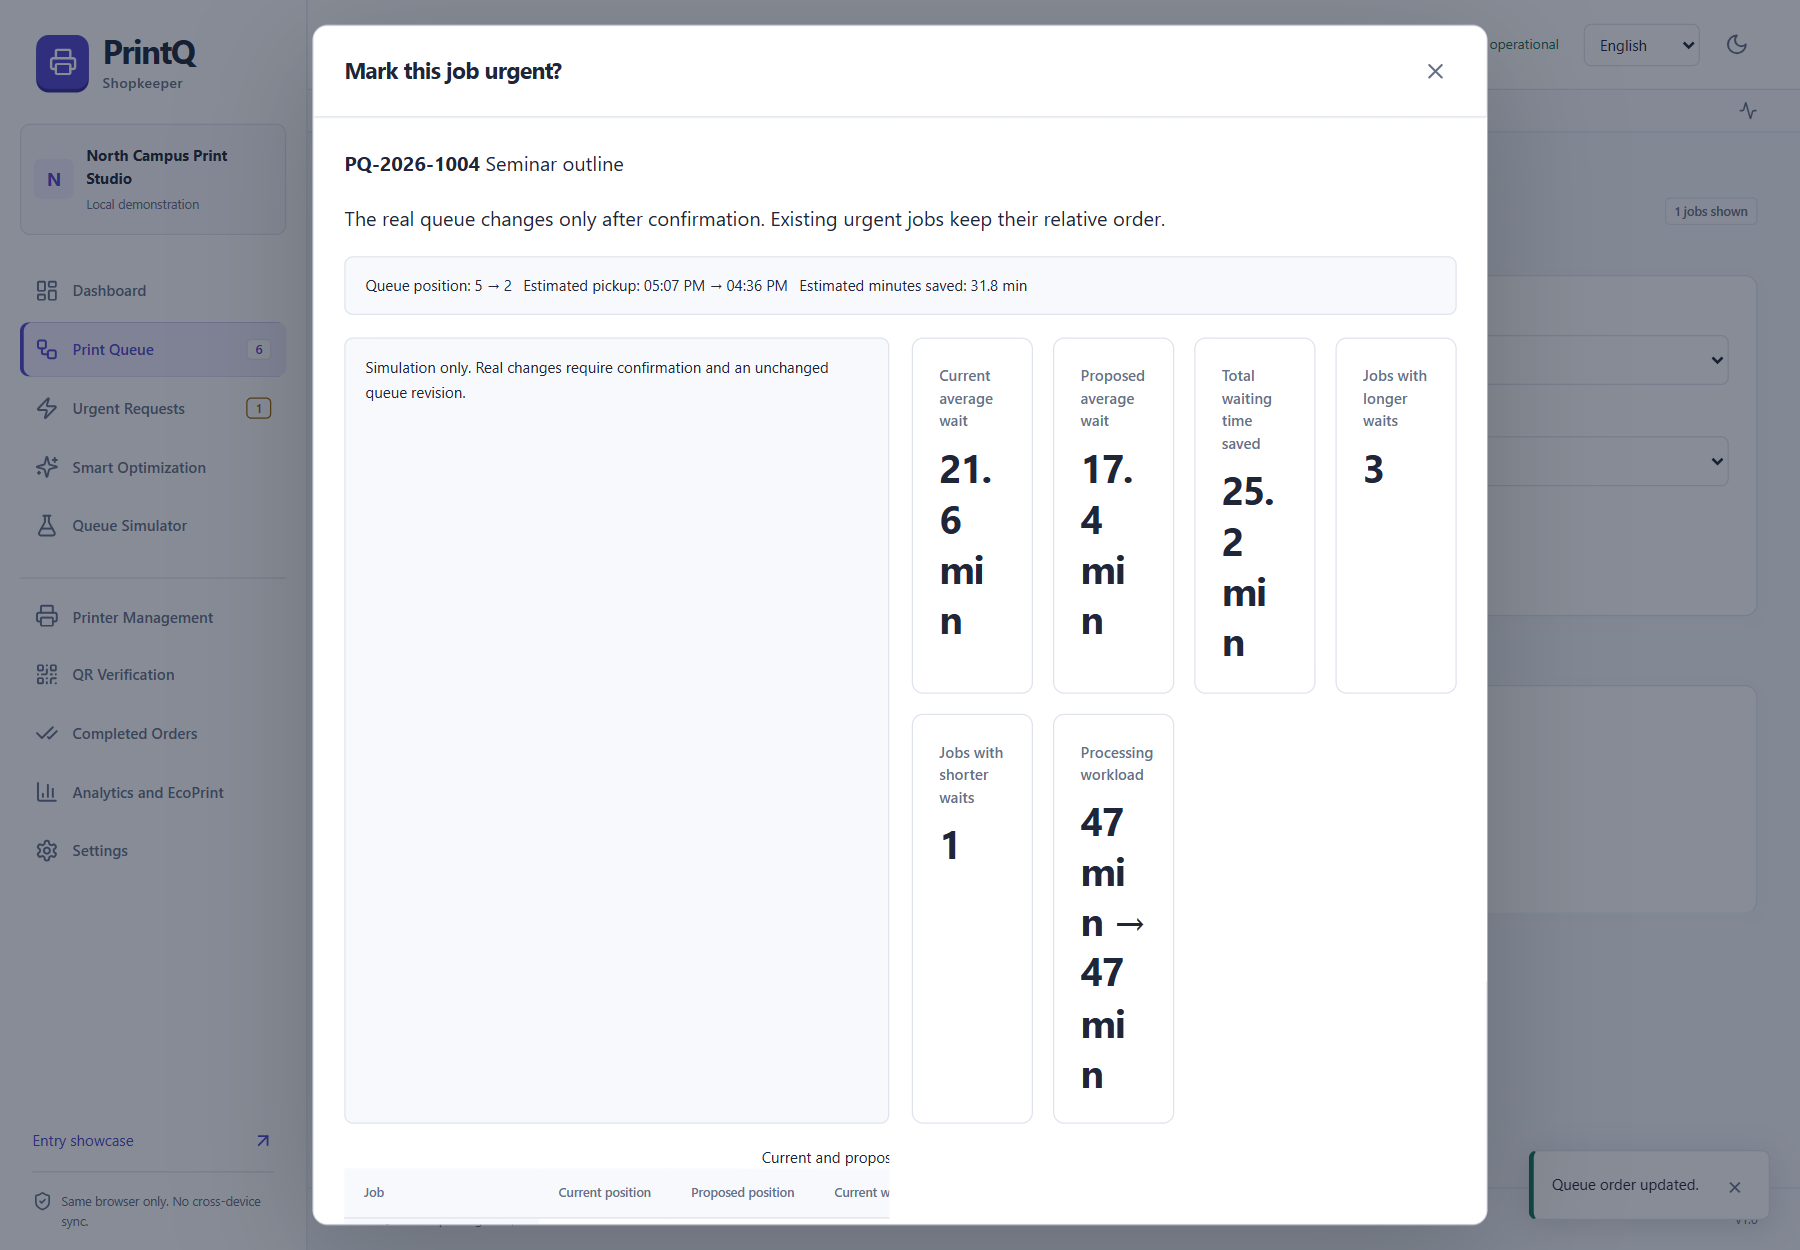 PrintQ
Shopkeeper
N
North Campus Print
Studio
Local demonstration
Dashboard
Print Queue
6
Urgent Requests
1
Smart Optimization
Queue Simulator
Printer Management
QR Verification
Completed Orders
Analytics and EcoPrint
Settings
Entry showcase
Same browser only. No cross-device
sync.
operational
English
1 jobs shown
Mark this job urgent?
PQ-2026-1004 Seminar outline
The real queue changes only after confirmation. Existing urgent jobs keep their relative order.
Queue position: 5 → 2 Estimated pickup: 05:07 PM → 04:36 PM Estimated minutes saved: 31.8 min
Simulation only. Real changes require confirmation and an unchanged
queue revision.
Current
average
wait
21.
6
mi
n
Proposed
average
wait
17.
4
mi
n
Total
waiting
time
saved
25.
2
mi
n
Jobs with
longer
waits
3
Jobs with
shorter
waits
1
Processing
workload
47
mi
n →
47
mi
n
Current and propos
Job
Current position
Proposed position
Current w
Queue order updated.